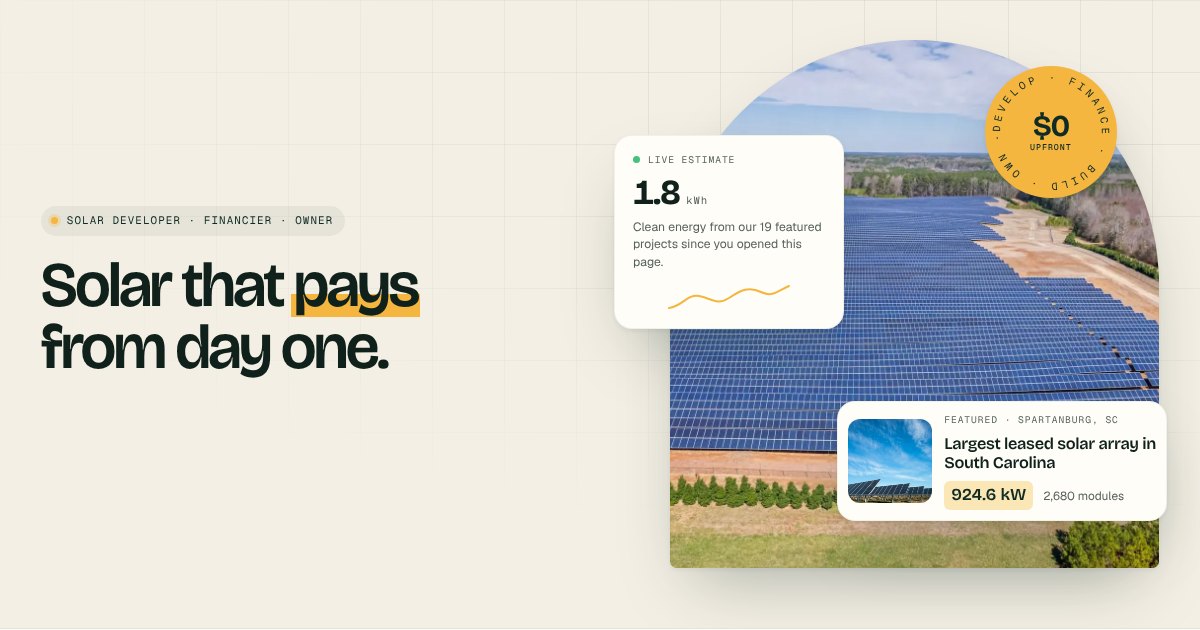 SOLAR DEVELOPER · FINANCIER · OWNER
Solar that pays
from day one.
LIVE ESTIMATE
1.8 kWh
Clean energy from our 19 featured
projects since you opened this
page.
DEVELOP · FINANCE · BUILD · OWN ·
$0
UPFRONT
FEATURED · SPARTANBURG, SC
Largest leased solar array in
South Carolina
924.6 kW 2,680 modules